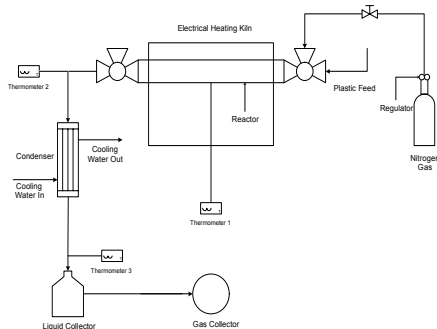 Electrical Heating Kiln
Thermometer 2
Plastic Feed
Regulator
Reactor
Nitrogen
Gas
Condenser
Cooling
Water Out
Cooling
Water In
Thermometer 1
Thermometer 3
Liquid Collector
Gas Collector